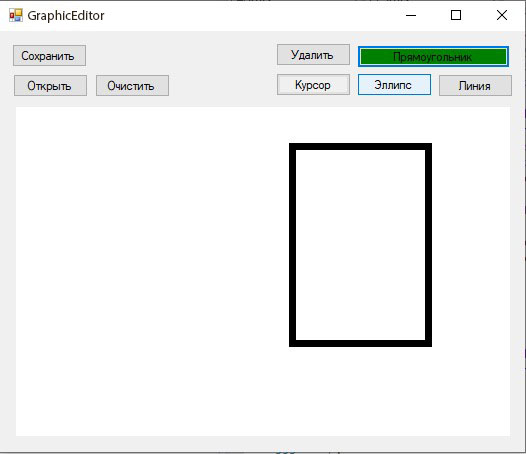 GraphicEditor
Сохранить
Удалить
Прямоугольник
Открыть
Очистить
Курсор
Эллипс
Линия